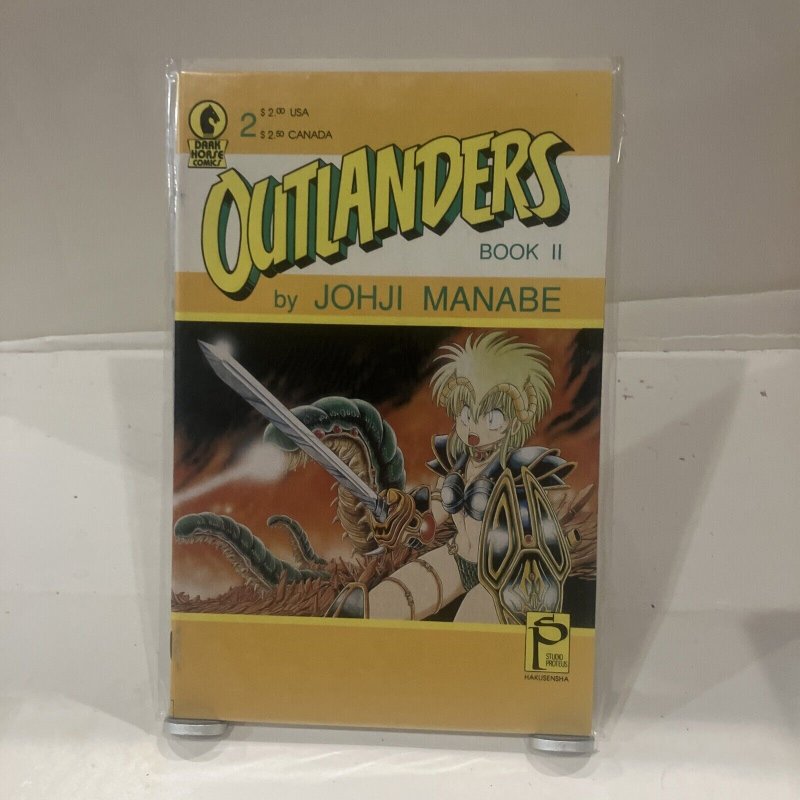 DARK
HORSE
COMICS
2
$ 2.00 USA
$ 2.50 CANADA
OUTLANDERS
BOOK II
by JOHJI MANABE
SP
STUDIO
PROTEUS
HAKUSENSHA